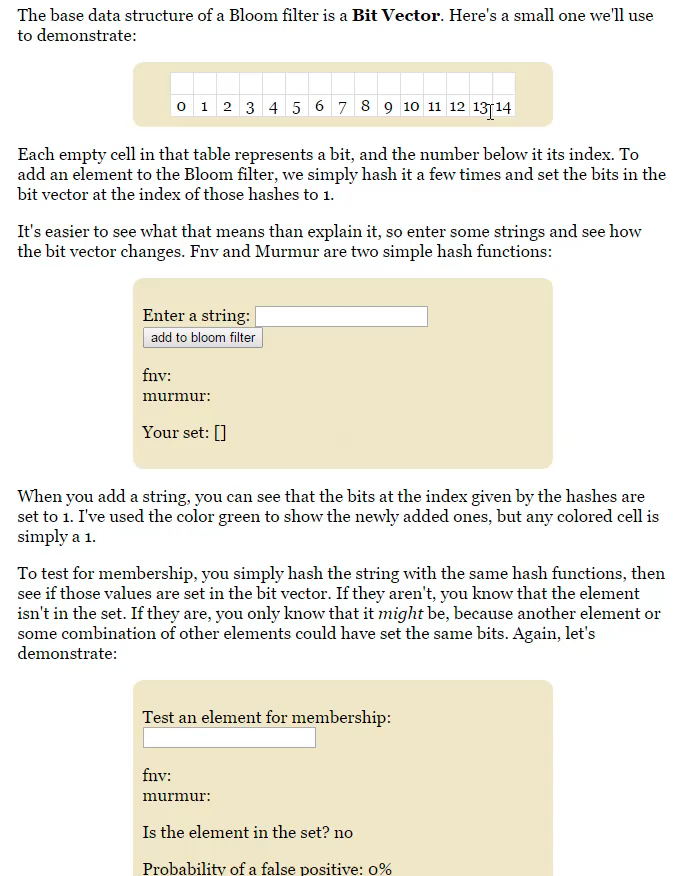 The base data structure of a Bloom filter is a Bit Vector. Here's a small one we'll use
to demonstrate:
0 1 2 3 4 5 6 7 8 9 10 11 12 13 14
Each empty cell in that table represents a bit, and the number below it its index. To
add an element to the Bloom filter, we simply hash it a few times and set the bits in the
bit vector at the index of those hashes to 1.
It's easier to see what that means than explain it, so enter some strings and see how
the bit vector changes. Fnv and Murmur are two simple hash functions:
Enter a string:
add to bloom filter
fnv:
murmur:
Your set: []
When you add a string, you can see that the bits at the index given by the hashes are
set to 1. I've used the color green to show the newly added ones, but any colored cell is
simply a 1.
To test for membership, you simply hash the string with the same hash functions, then
see if those values are set in the bit vector. If they aren't, you know that the element
isn't in the set. If they are, you only know that it might be, because another element or
some combination of other elements could have set the same bits. Again, let's
demonstrate:
Test an element for membership:
fnv:
murmur:
Is the element in the set? no
Probability of a false positive: 0%